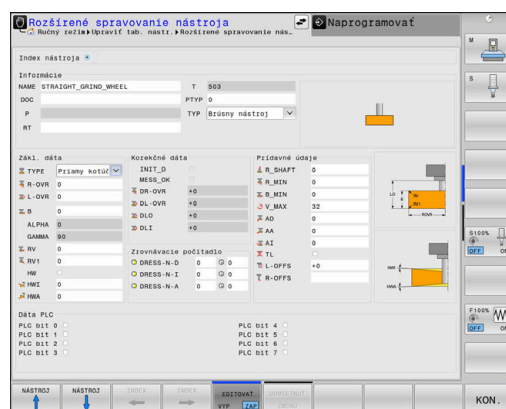 Rozšírené spravovanie nástroja
Naprogramovať
Ručný režim▸Upraviť tab. nástr.▸Rozšírené spravovanie nás…
Index nástroja
Informácie
NAME STRAIGHT_GRIND_WHEEL T 503
DOC PTYP 0
P TYP Brúsny nástroj
RT
Zákl. dáta
TYPE Priamy kotúč
R-OVR 0
L-OVR 0
B 0
ALPHA 0
GAMMA 90
RV 0
RV1 0
HW
HWI 0
HWA 0
Korekčné dáta
INIT_D
MESS_OK
DR-OVR +0
DL-OVR +0
DLO +0
DLI +0
Zrovnávacie počítadlo
DRESS-N-D 0 0
DRESS-N-I 0 0
DRESS-N-A 0 0
Prídavné údaje
R_SHAFT 0
R_MIN 0
B_MIN 0
V_MAX 32
AD 0
AA 0
AI 0
TL
L-OFFS +0
R-OFFS
Dáta PLC
PLC bit 0
PLC bit 1
PLC bit 2
PLC bit 3
PLC bit 4
PLC bit 5
PLC bit 6
PLC bit 7
M
S
S100%
OFF ON
F100%
OFF ON
NÁSTROJ
NÁSTROJ
INDEX
INDEX
EDITOVAŤ
VYP ZAP
KON.